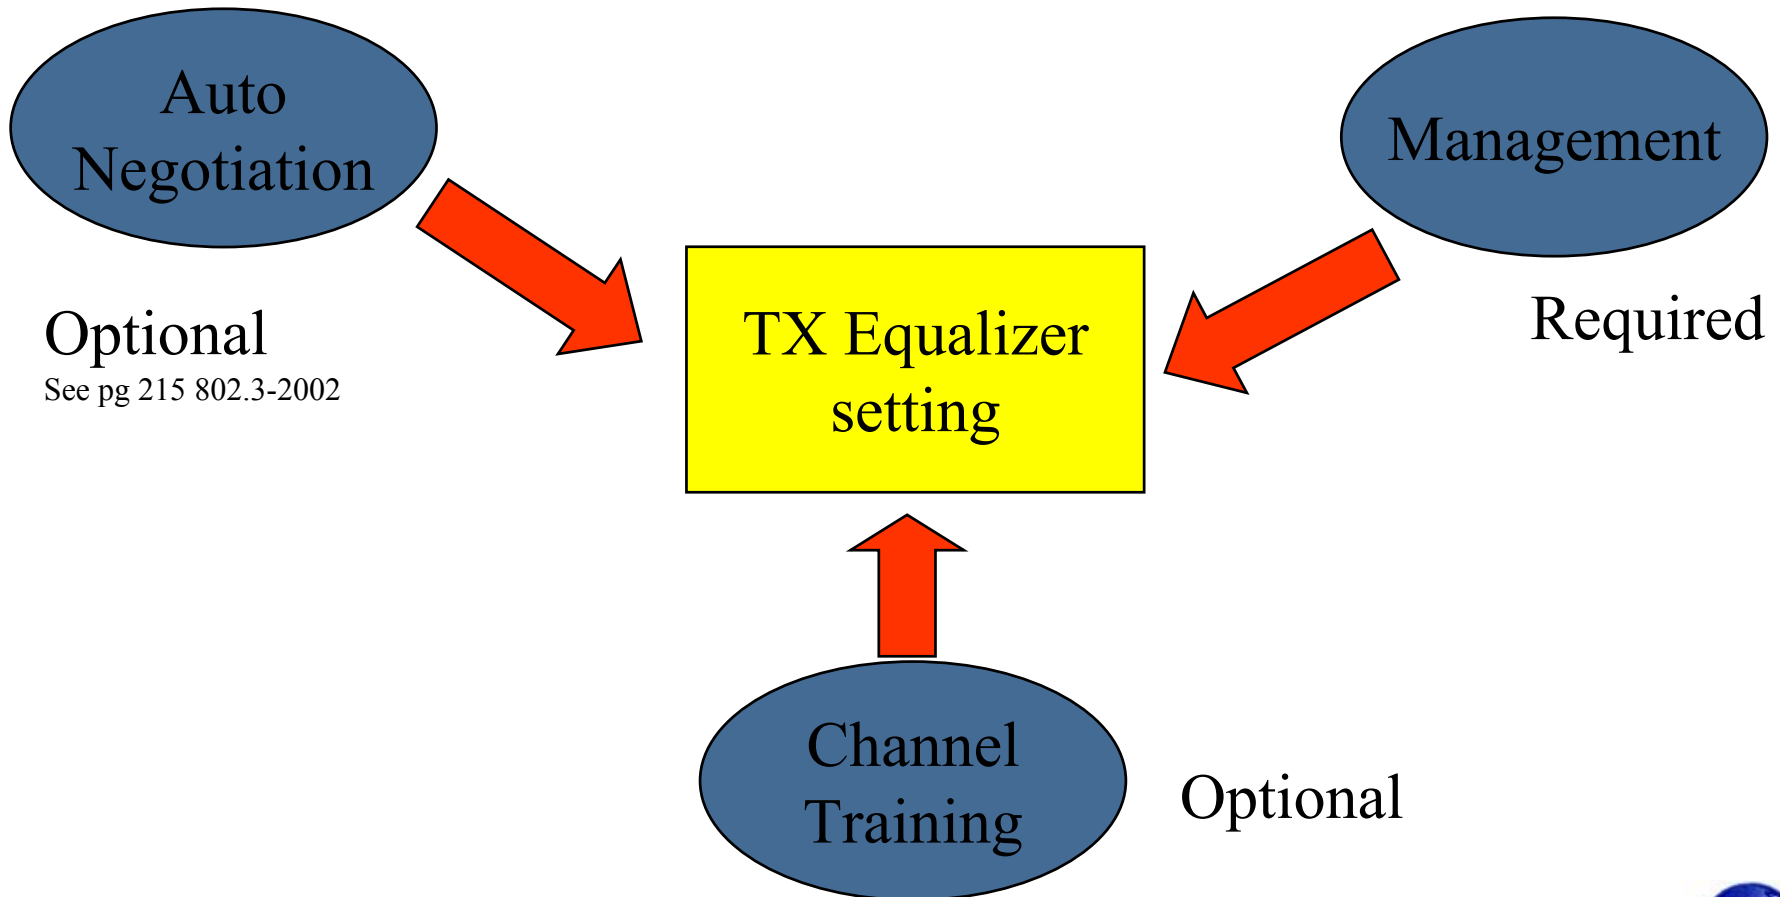 Auto
Negotiation
Management
Optional
See pg 215 802.3-2002
TX Equalizer
setting
Required
Channel
Training
Optional